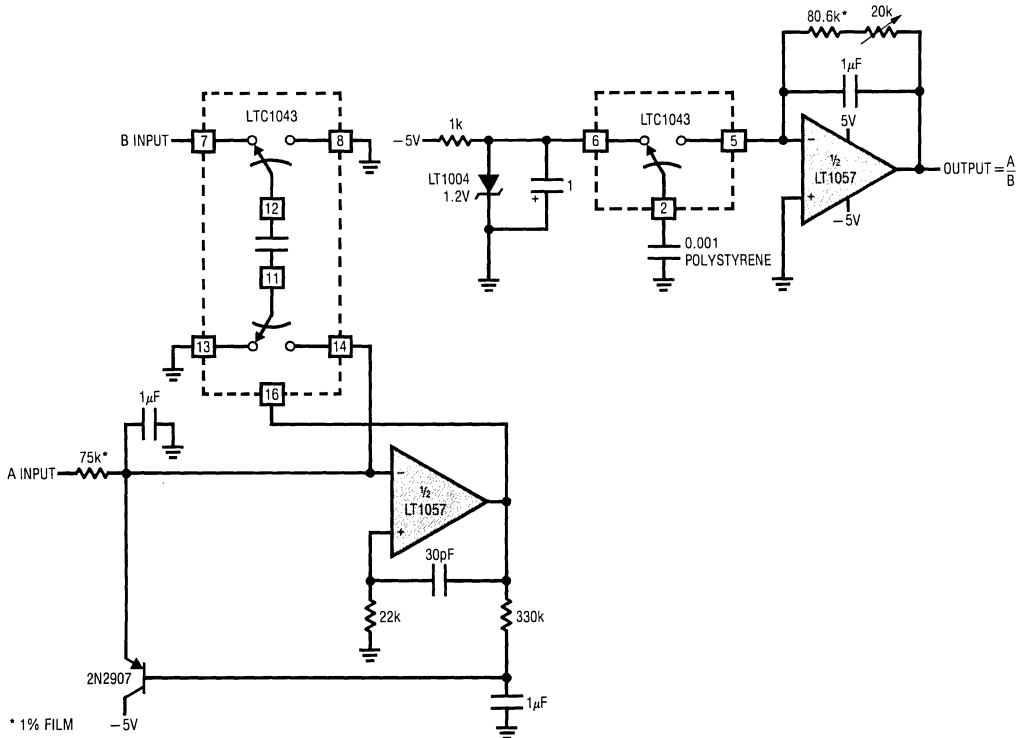 80.6k*
20k
1μF
5V
LTC1043
LTC1043
B INPUT
7
8
-5V
1k
6
5
-
½
LT1057
+
-5V
OUTPUT = A/B
LT1004
1.2V
1
+
2
12
0.001
POLYSTYRENE
11
13
14
16
1μF
75k*
A INPUT
-
½
LT1057
+
30pF
22k
330k
2N2907
-5V
1μF
* 1% FILM